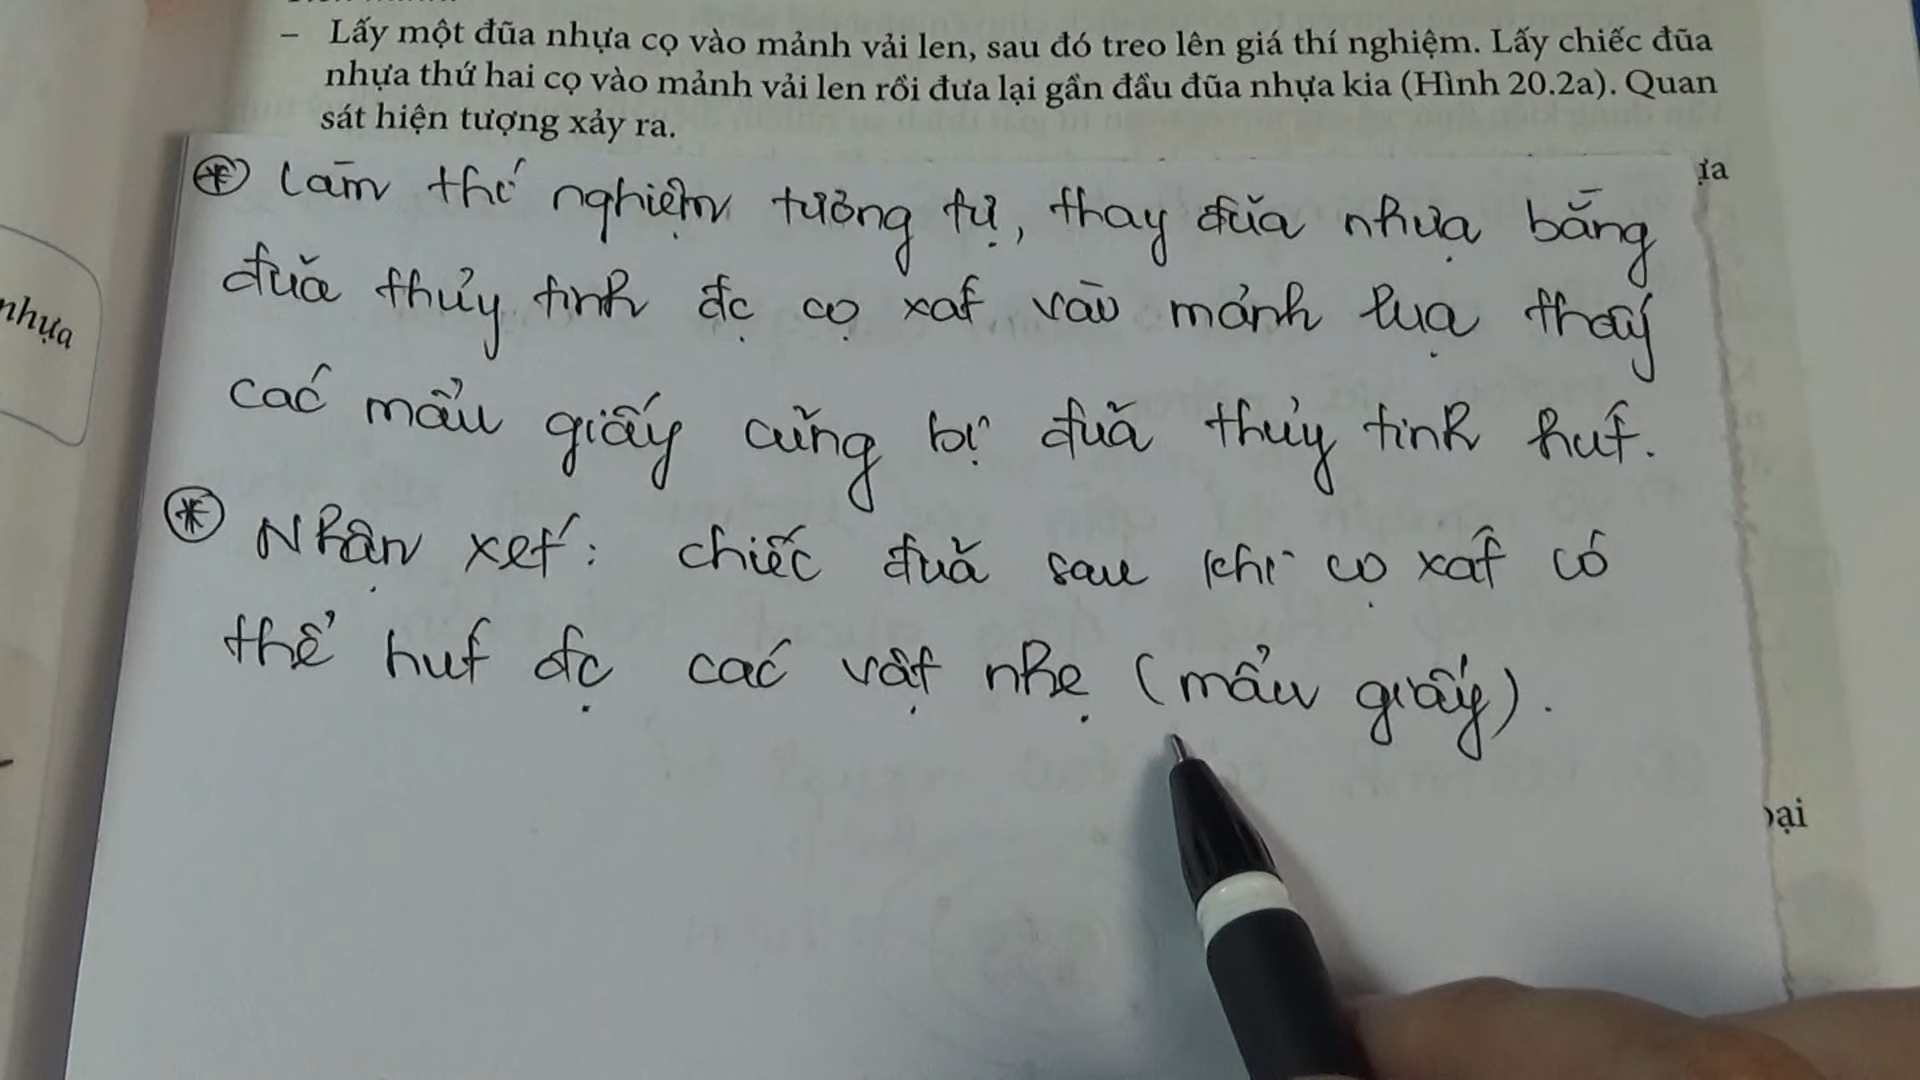 – Lấy một đũa nhựa cọ vào mảnh vải len, sau đó treo lên giá thí nghiệm. Lấy chiếc đũa
nhựa thứ hai cọ vào mảnh vải len rồi đưa lại gần đầu đũa nhựa kia (Hình 20.2a). Quan
sát hiện tượng xảy ra.
nhựa
* Làm thí nghiệm tương tự, thay đũa nhựa bằng
đũa thủy tinh đc cọ xát vào mảnh lụa thấy
các mẩu giấy cũng bị đũa thủy tinh hút.
* Nhận xét: chiếc đũa sau khi cọ xát có
thể hút đc các vật nhẹ (mẩu giấy).